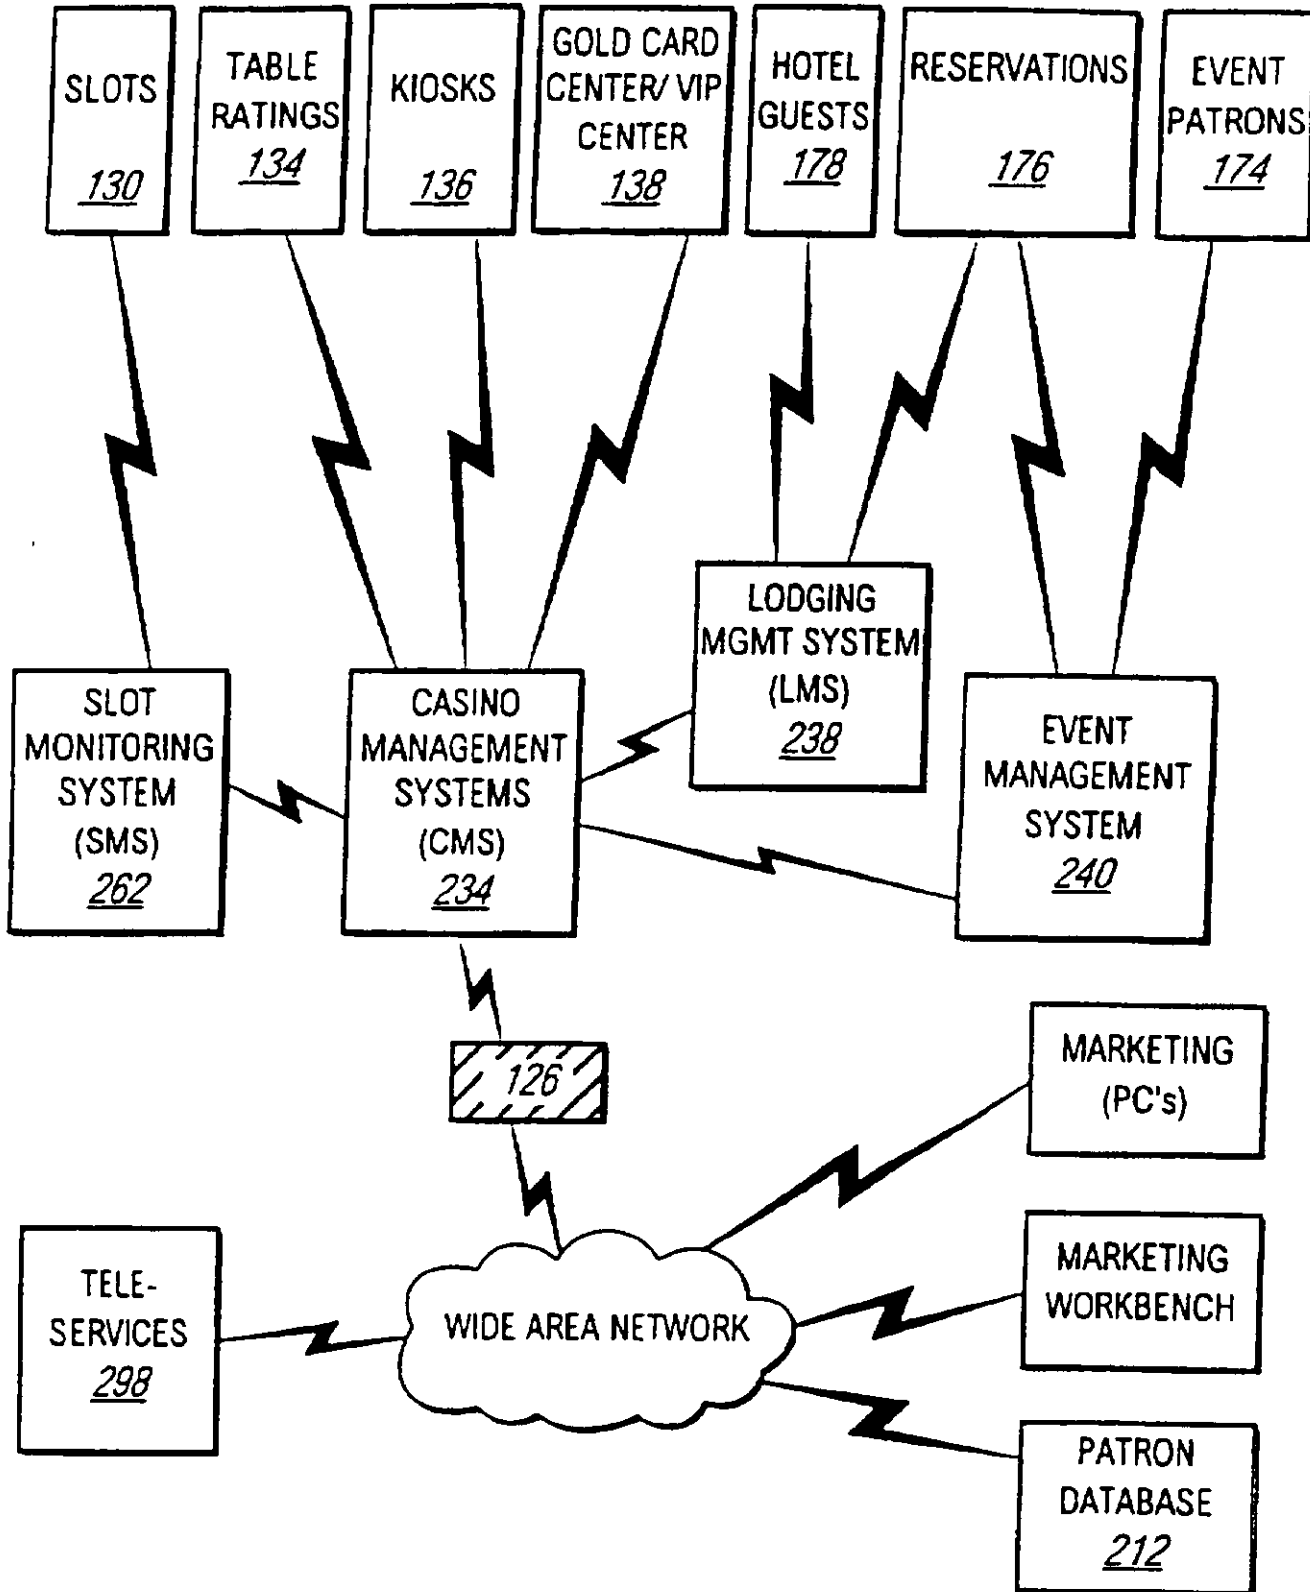 SLOTS
130
TABLE
RATINGS
134
KIOSKS
136
GOLD CARD
CENTER/ VIP
CENTER
138
HOTEL
GUESTS
178
RESERVATIONS
176
EVENT
PATRONS
174
SLOT
MONITORING
SYSTEM
(SMS)
262
CASINO
MANAGEMENT
SYSTEMS
(CMS)
234
LODGING
MGMT SYSTEM
(LMS)
238
EVENT
MANAGEMENT
SYSTEM
240
126
MARKETING
(PC's)
TELE-
SERVICES
298
WIDE AREA NETWORK
MARKETING
WORKBENCH
PATRON
DATABASE
212